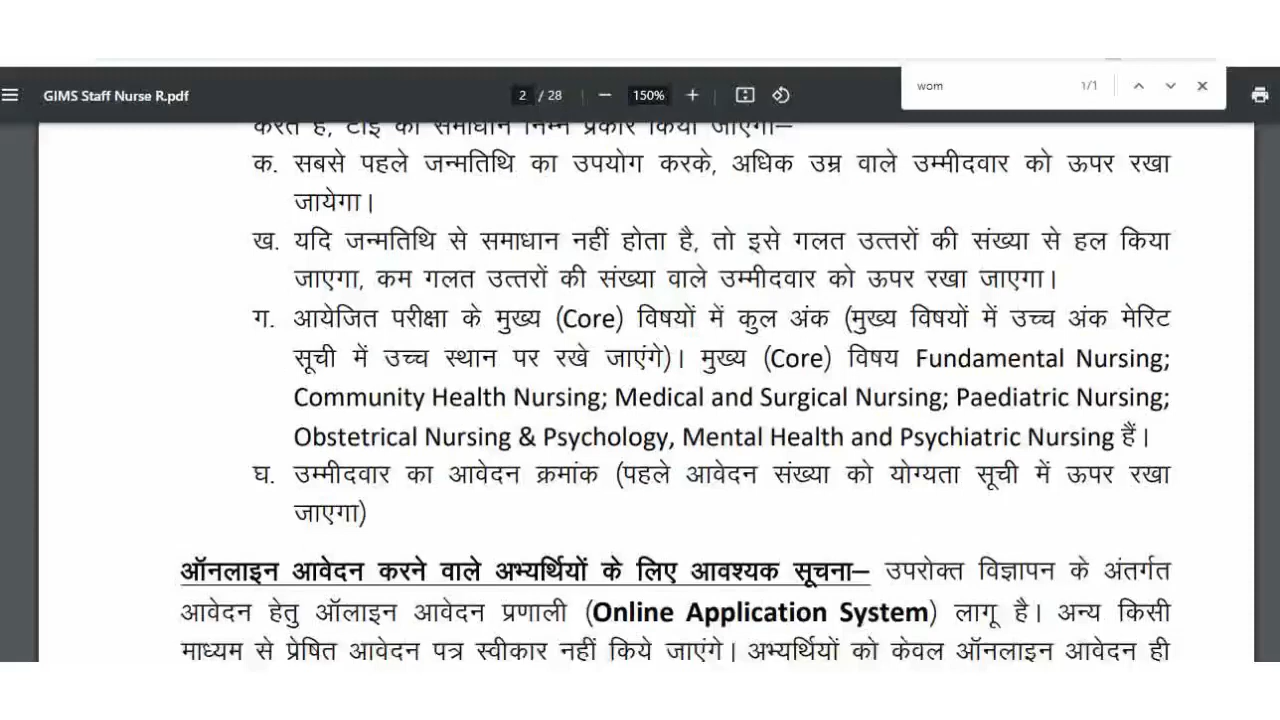 GIMS Staff Nurse R.pdf
2 / 28
150%
wom
1/1
करते हैं, टाई का समाधान निम्न प्रकार किया जाएगा–
क. सबसे पहले जन्मतिथि का उपयोग करके, अधिक उम्र वाले उम्मीदवार को ऊपर रखा
जायेगा।
ख. यदि जन्मतिथि से समाधान नहीं होता है, तो इसे गलत उत्तरों की संख्या से हल किया
जाएगा, कम गलत उत्तरों की संख्या वाले उम्मीदवार को ऊपर रखा जाएगा।
ग. आयेजित परीक्षा के मुख्य (Core) विषयों में कुल अंक (मुख्य विषयों में उच्च अंक मेरिट
सूची में उच्च स्थान पर रखे जाएंगे)। मुख्य (Core) विषय Fundamental Nursing;
Community Health Nursing; Medical and Surgical Nursing; Paediatric Nursing;
Obstetrical Nursing & Psychology, Mental Health and Psychiatric Nursing हैं।
घ. उम्मीदवार का आवेदन क्रमांक (पहले आवेदन संख्या को योग्यता सूची में ऊपर रखा
जाएगा)
ऑनलाइन आवेदन करने वाले अभ्यर्थियों के लिए आवश्यक सूचना– उपरोक्त विज्ञापन के अंतर्गत
आवेदन हेतु ऑलाइन आवेदन प्रणाली (Online Application System) लागू है। अन्य किसी
माध्यम से प्रेषित आवेदन पत्र स्वीकार नहीं किये जाएंगे। अभ्यर्थियों को केवल ऑनलाइन आवेदन ही